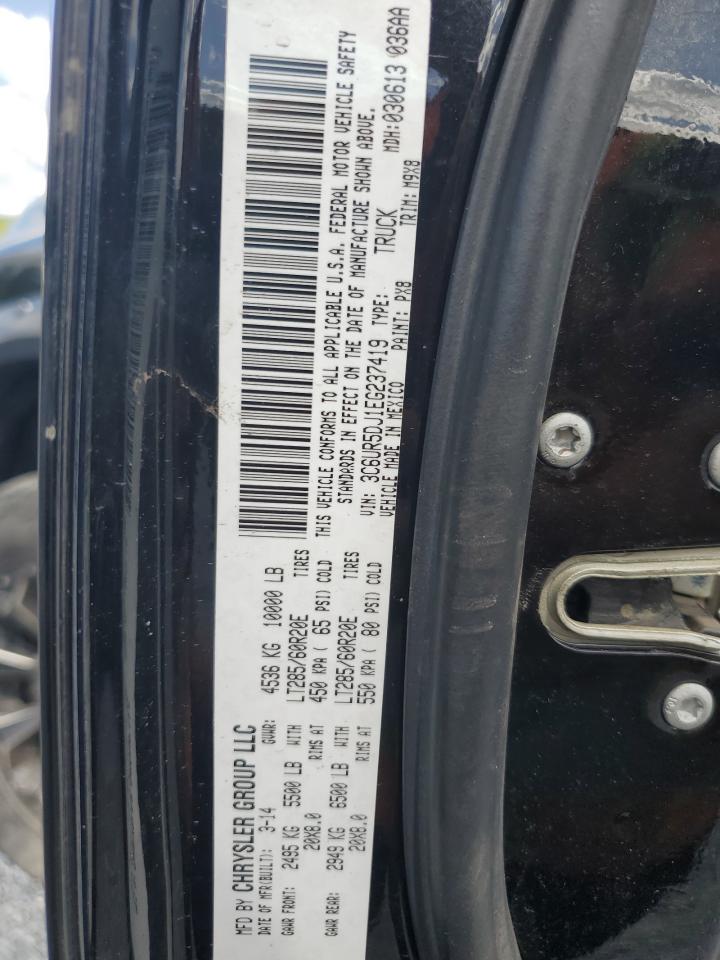 MFD BY CHRYSLER GROUP LLC
DATE OF MFR(BUILT): 3-14 GVWR: 4536 KG 10000 LB
GAWR FRONT: 2495 KG 5500 LB WITH LT285/60R20E TIRES
20X8.0 RIMS AT 450 KPA ( 65 PSI) COLD
GAWR REAR: 2949 KG 6500 LB WITH LT285/60R20E TIRES
20X8.0 RIMS AT 550 KPA ( 80 PSI) COLD
THIS VEHICLE CONFORMS TO ALL APPLICABLE U.S.A. FEDERAL MOTOR VEHICLE SAFETY
STANDARDS IN EFFECT ON THE DATE OF MANUFACTURE SHOWN ABOVE.
VIN: 3C6UR5DJ1EG237419 TYPE: TRUCK MDH:030613 036AA
VEHICLE MADE IN MEXICO PAINT: PX8 TRIM: M9X8